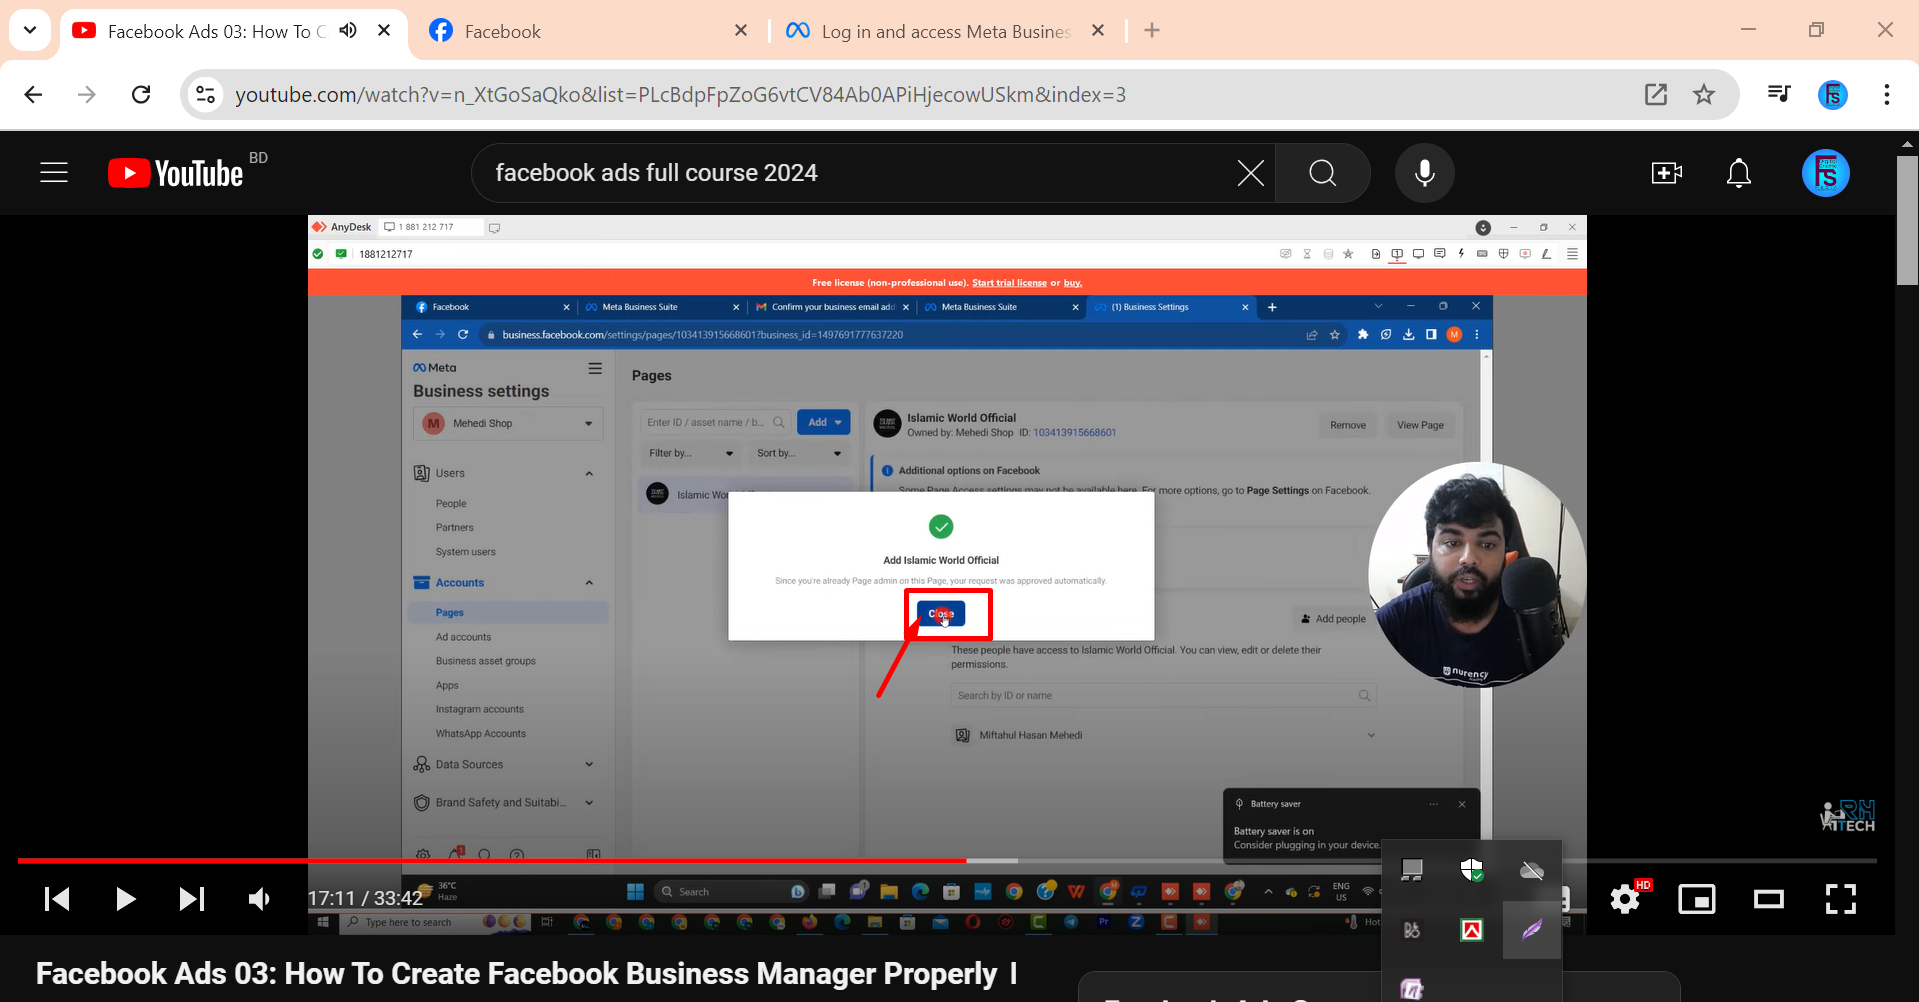 Facebook Ads 03: How To C
Facebook
Log in and access Meta Busines
youtube.com/watch?v=n_XtGoSaQko&list=PLcBdpFpZoG6vtCV84Ab0APiHjecowUSkm&index=3
YouTube BD
facebook ads full course 2024
AnyDesk 1 881 212 717
1881212717
Free license (non-professional use). Start trial license or buy.
Facebook
Meta Business Suite
Confirm your business email add
Meta Business Suite
(1) Business Settings
business.facebook.com/settings/pages/103413915668601?business_id=1497691777637220
M
Meta
Business settings
M Mehedi Shop
Users
People
Partners
System users
Accounts
Pages
Ad accounts
Business asset groups
Apps
Instagram accounts
WhatsApp Accounts
Data Sources
Brand Safety and Suitabi...
1
Pages
Enter ID / asset name / b...
Add
Filter by...
Sort by...
Islamic Wor
Islamic World Official
Owned by: Mehedi Shop ID: 103413915668601
Remove
View Page
Additional options on Facebook
Some Page Access settings may not be available here. For more options, go to Page Settings on Facebook.
Add Islamic World Official
Since you're already Page admin on this Page, your request was approved automatically.
Close
Add people
These people have access to Islamic World Official. You can view, edit or delete their
permissions.
Search by ID or name
Miftahul Hasan Mehedi
nurency
Battery saver
Battery saver is on
Consider plugging in your device.
RH
TECH
17:11 / 33:42
36°C
Haze
Search
ENG
US
HD
Type here to search
Hot
Facebook Ads 03: How To Create Facebook Business Manager Properly |